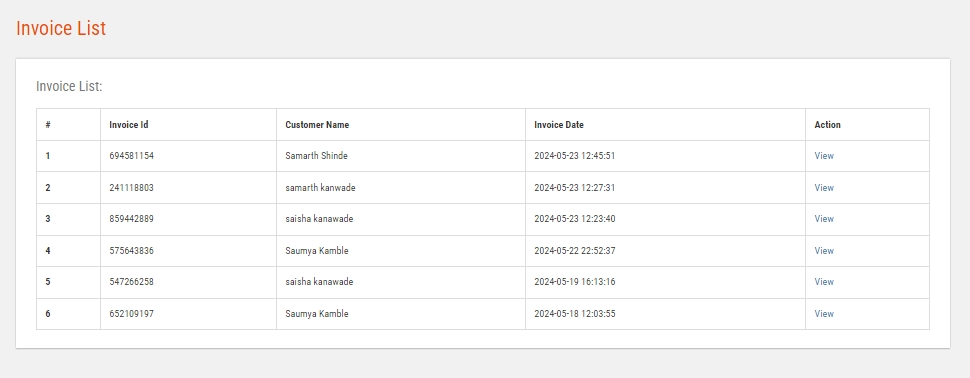 Invoice List
Invoice List:
# Invoice Id Customer Name Invoice Date Action
1 694581154 Samarth Shinde 2024-05-23 12:45:51 View
2 241118803 samarth kanwade 2024-05-23 12:27:31 View
3 859442889 saisha kanawade 2024-05-23 12:23:40 View
4 575643836 Saumya Kamble 2024-05-22 22:52:37 View
5 547266258 saisha kanawade 2024-05-19 16:13:16 View
6 652109197 Saumya Kamble 2024-05-18 12:03:55 View